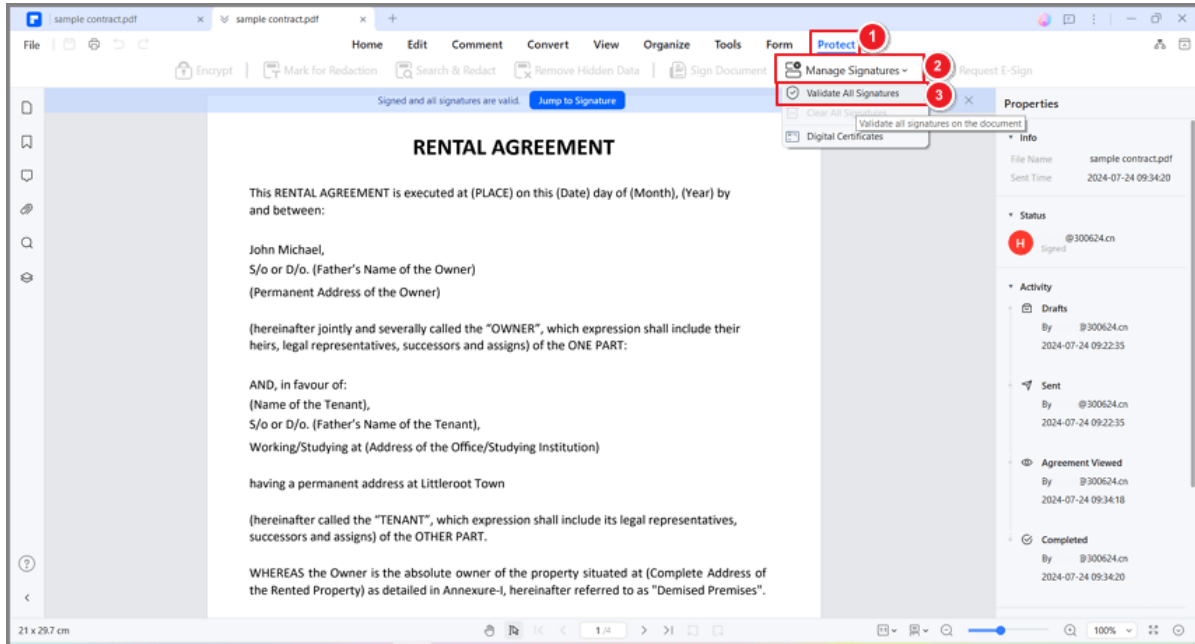 sample contract.pdf
sample contract.pdf
File
Home Edit Comment Convert View Organize Tools Form Protect
1
Encrypt Mark for Redaction Search & Redact Remove Hidden Data Sign Document Manage Signatures Request E-Sign
2
Signed and all signatures are valid. Jump to Signature
Validate All Signatures
3
Clear All Signatures
Validate all signatures on the document
Digital Certificates
RENTAL AGREEMENT
This RENTAL AGREEMENT is executed at (PLACE) on this (Date) day of (Month), (Year) by
and between:
John Michael,
S/o or D/o. (Father's Name of the Owner)
(Permanent Address of the Owner)
(hereinafter jointly and severally called the “OWNER”, which expression shall include their
heirs, legal representatives, successors and assigns) of the ONE PART:
AND, in favour of:
(Name of the Tenant),
S/o or D/o. (Father's Name of the Tenant),
Working/Studying at (Address of the Office/Studying Institution)
having a permanent address at Littleroot Town
(hereinafter called the “TENANT”, which expression shall include its legal representatives,
successors and assigns) of the OTHER PART.
WHEREAS the Owner is the absolute owner of the property situated at (Complete Address of
the Rented Property) as detailed in Annexure-I, hereinafter referred to as "Demised Premises".
Properties
Info
File Name sample contract.pdf
Sent Time 2024-07-24 09:34:20
Status
H
@300624.cn
Signed
Activity
Drafts
By @300624.cn
2024-07-24 09:22:35
Sent
By @300624.cn
2024-07-24 09:22:35
Agreement Viewed
By @300624.cn
2024-07-24 09:34:18
Completed
By @300624.cn
2024-07-24 09:34:20
21 x 29.7 cm
1/4
100%